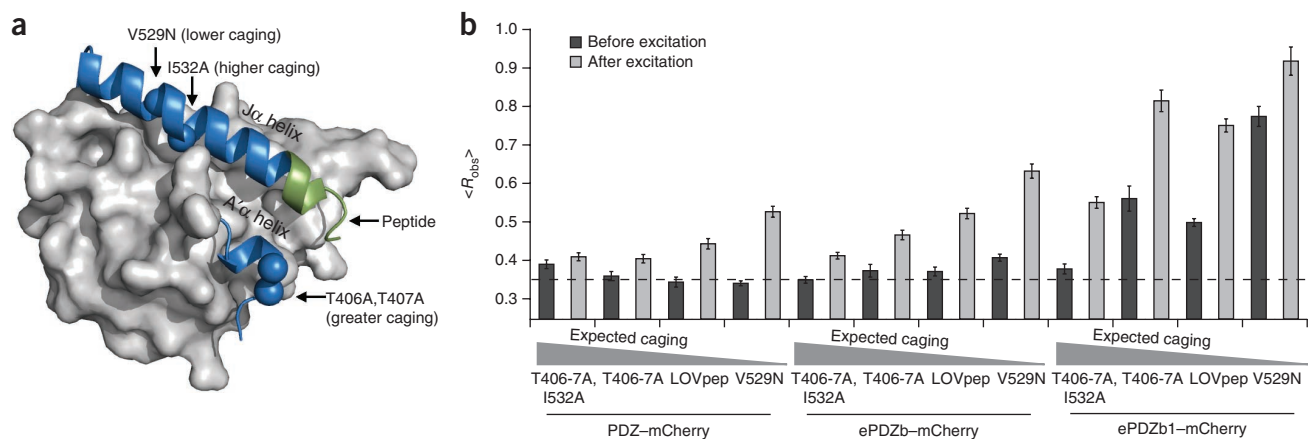 a
V529N (lower caging)
I532A (higher caging)
Jα helix
A′α helix
Peptide
T406A,T407A
(greater caging)
b
Before excitation
After excitation
1.0
0.9
0.8
0.7
0.6
0.5
0.4
0.3
<Robs>
Expected caging
Expected caging
Expected caging
T406-7A, T406-7A LOVpep V529N
I532A
T406-7A, T406-7A LOVpep V529N
I532A
T406-7A, T406-7A LOVpep V529N
I532A
PDZ–mCherry
ePDZb–mCherry
ePDZb1–mCherry